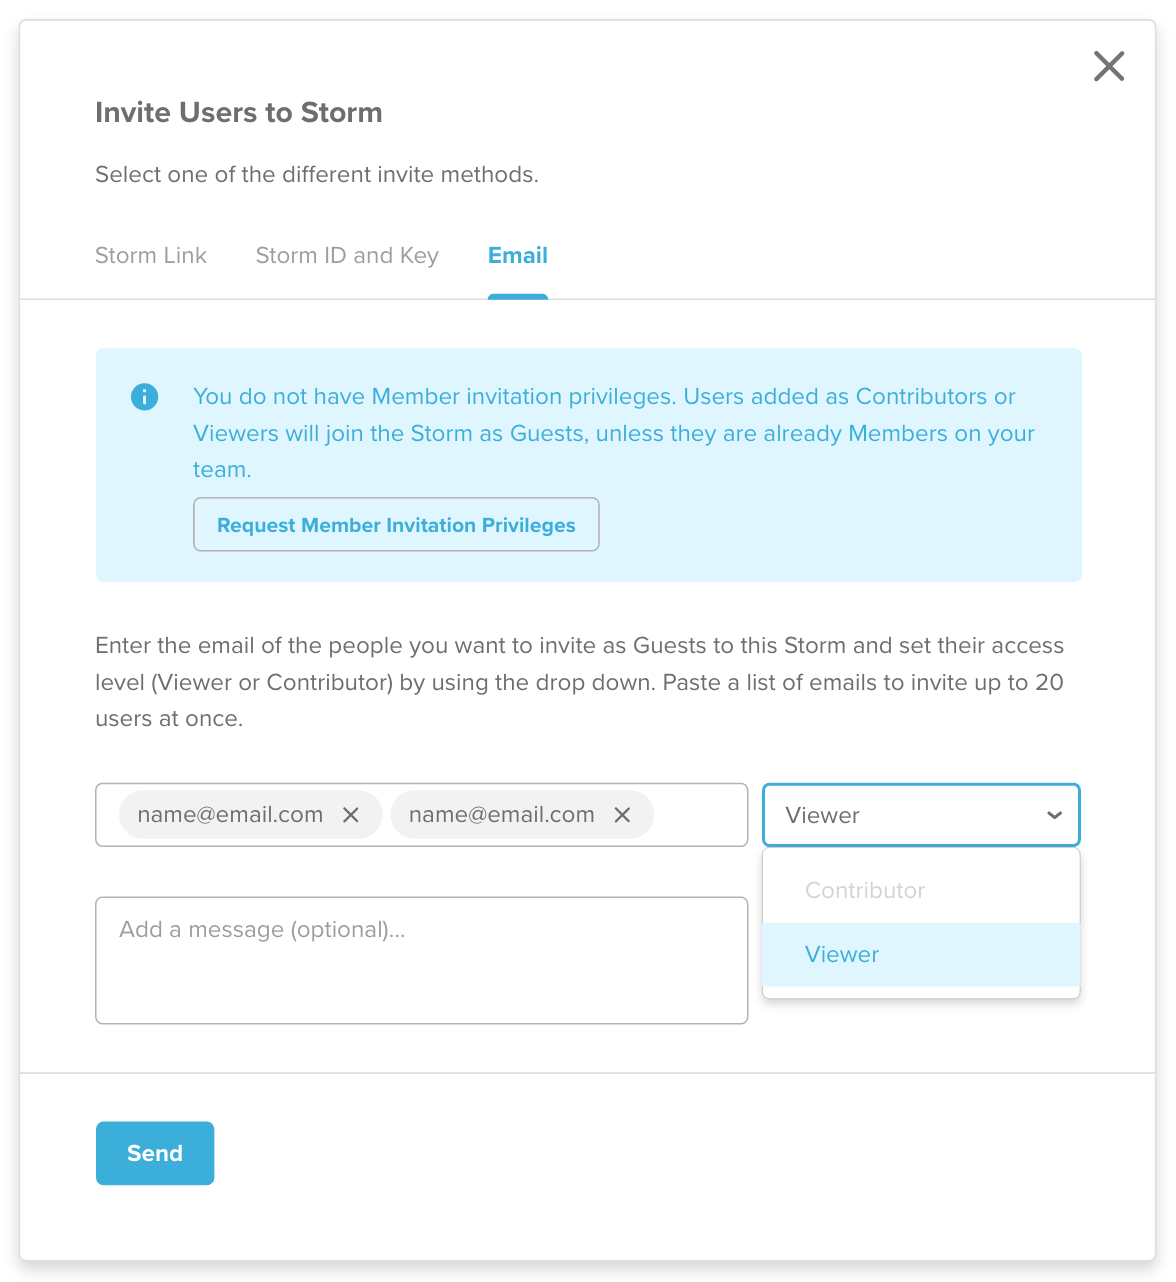 Invite Users to Storm
Select one of the different invite methods.
Storm Link Storm ID and Key Email
You do not have Member invitation privileges. Users added as Contributors or
Viewers will join the Storm as Guests, unless they are already Members on your
team.
Request Member Invitation Privileges
Enter the email of the people you want to invite as Guests to this Storm and set their access
level (Viewer or Contributor) by using the drop down. Paste a list of emails to invite up to 20
users at once.
name@email.com name@email.com Viewer
Contributor
Add a message (optional)...
Viewer
Send